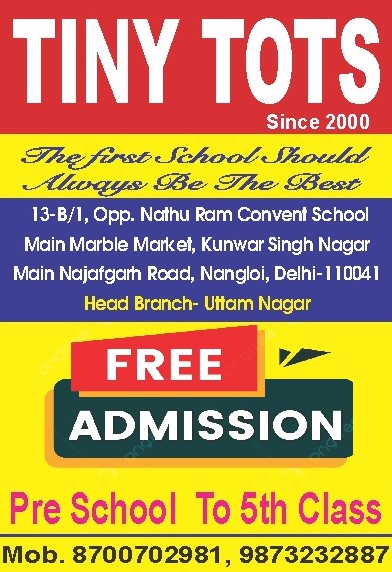 TINY TOTS
Since 2000
The first School Should
Always Be The Best
13-B/1, Opp. Nathu Ram Convent School
Main Marble Market, Kunwar Singh Nagar
Main Najafgarh Road, Nangloi, Delhi-110041
Head Branch- Uttam Nagar
FREE
ADMISSION
Pre School To 5th Class
Mob. 8700702981, 9873232887